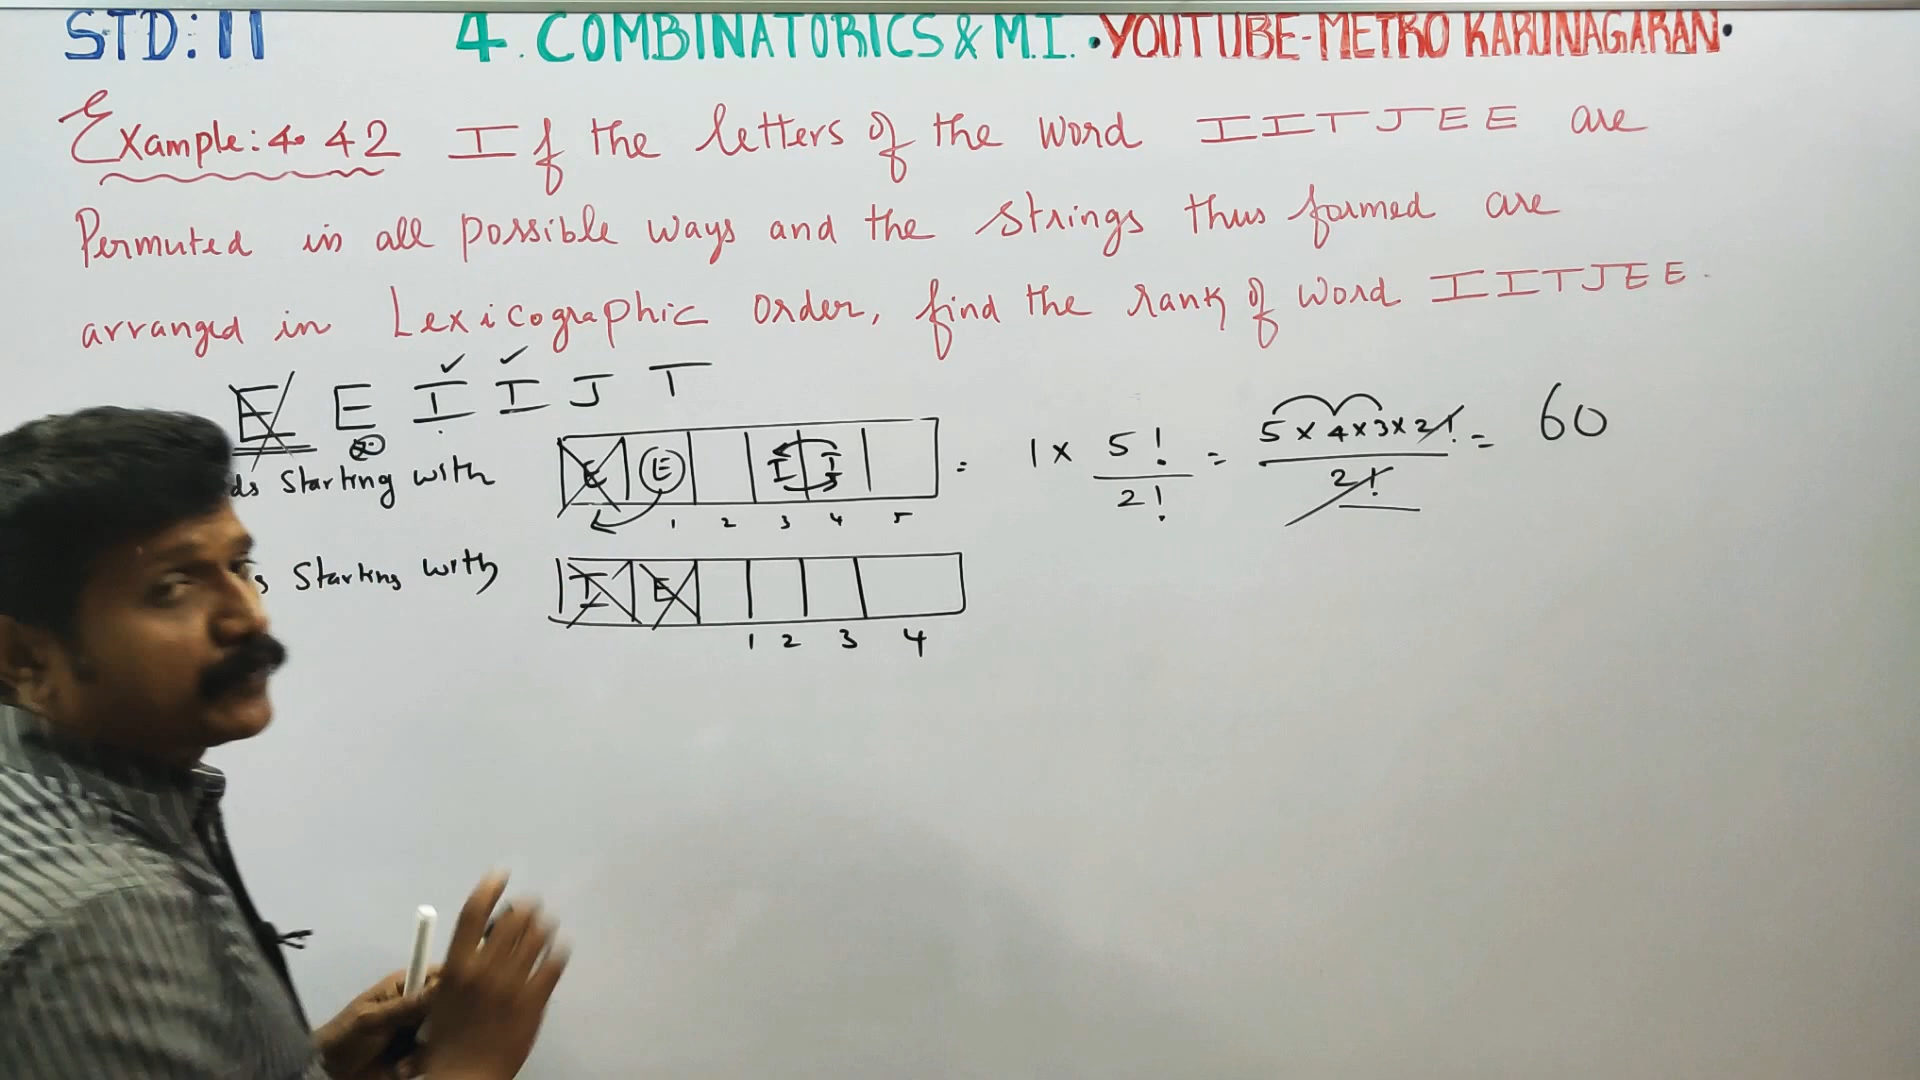 STD: 11 4. COMBINATORICS & M.I. • YOUTUBE-METRO KARUNAGARAN •
Example: 4.42 If the letters of the word IITJEE are
Permuted in all possible ways and the strings thus formed are
arranged in Lexicographic order, find the rank of word IITJEE.
E E I I J T
ds Starting with E E I I = 1 × 5! / 2! = 5 × 4 × 3 × 2! / 2! = 60
1 2 3 4 5
s Starting with I E
1 2 3 4